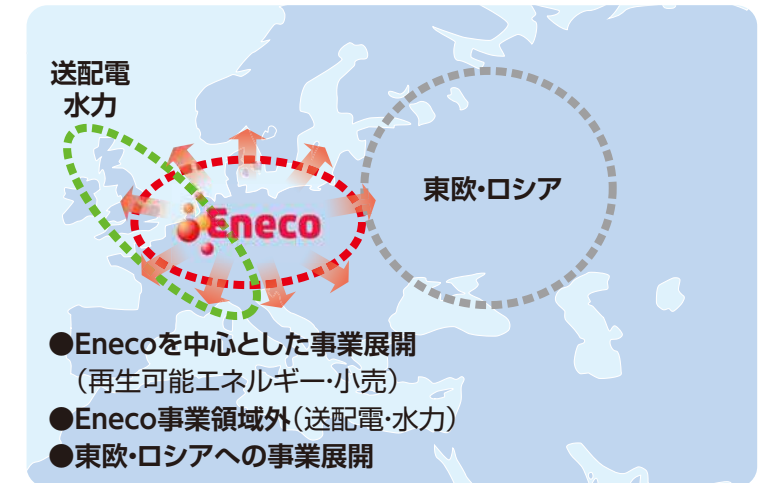 送配電
水力
Eneco
東欧・ロシア
●Enecoを中心とした事業展開
（再生可能エネルギー・小売）
●Eneco事業領域外（送配電・水力）
●東欧・ロシアへの事業展開